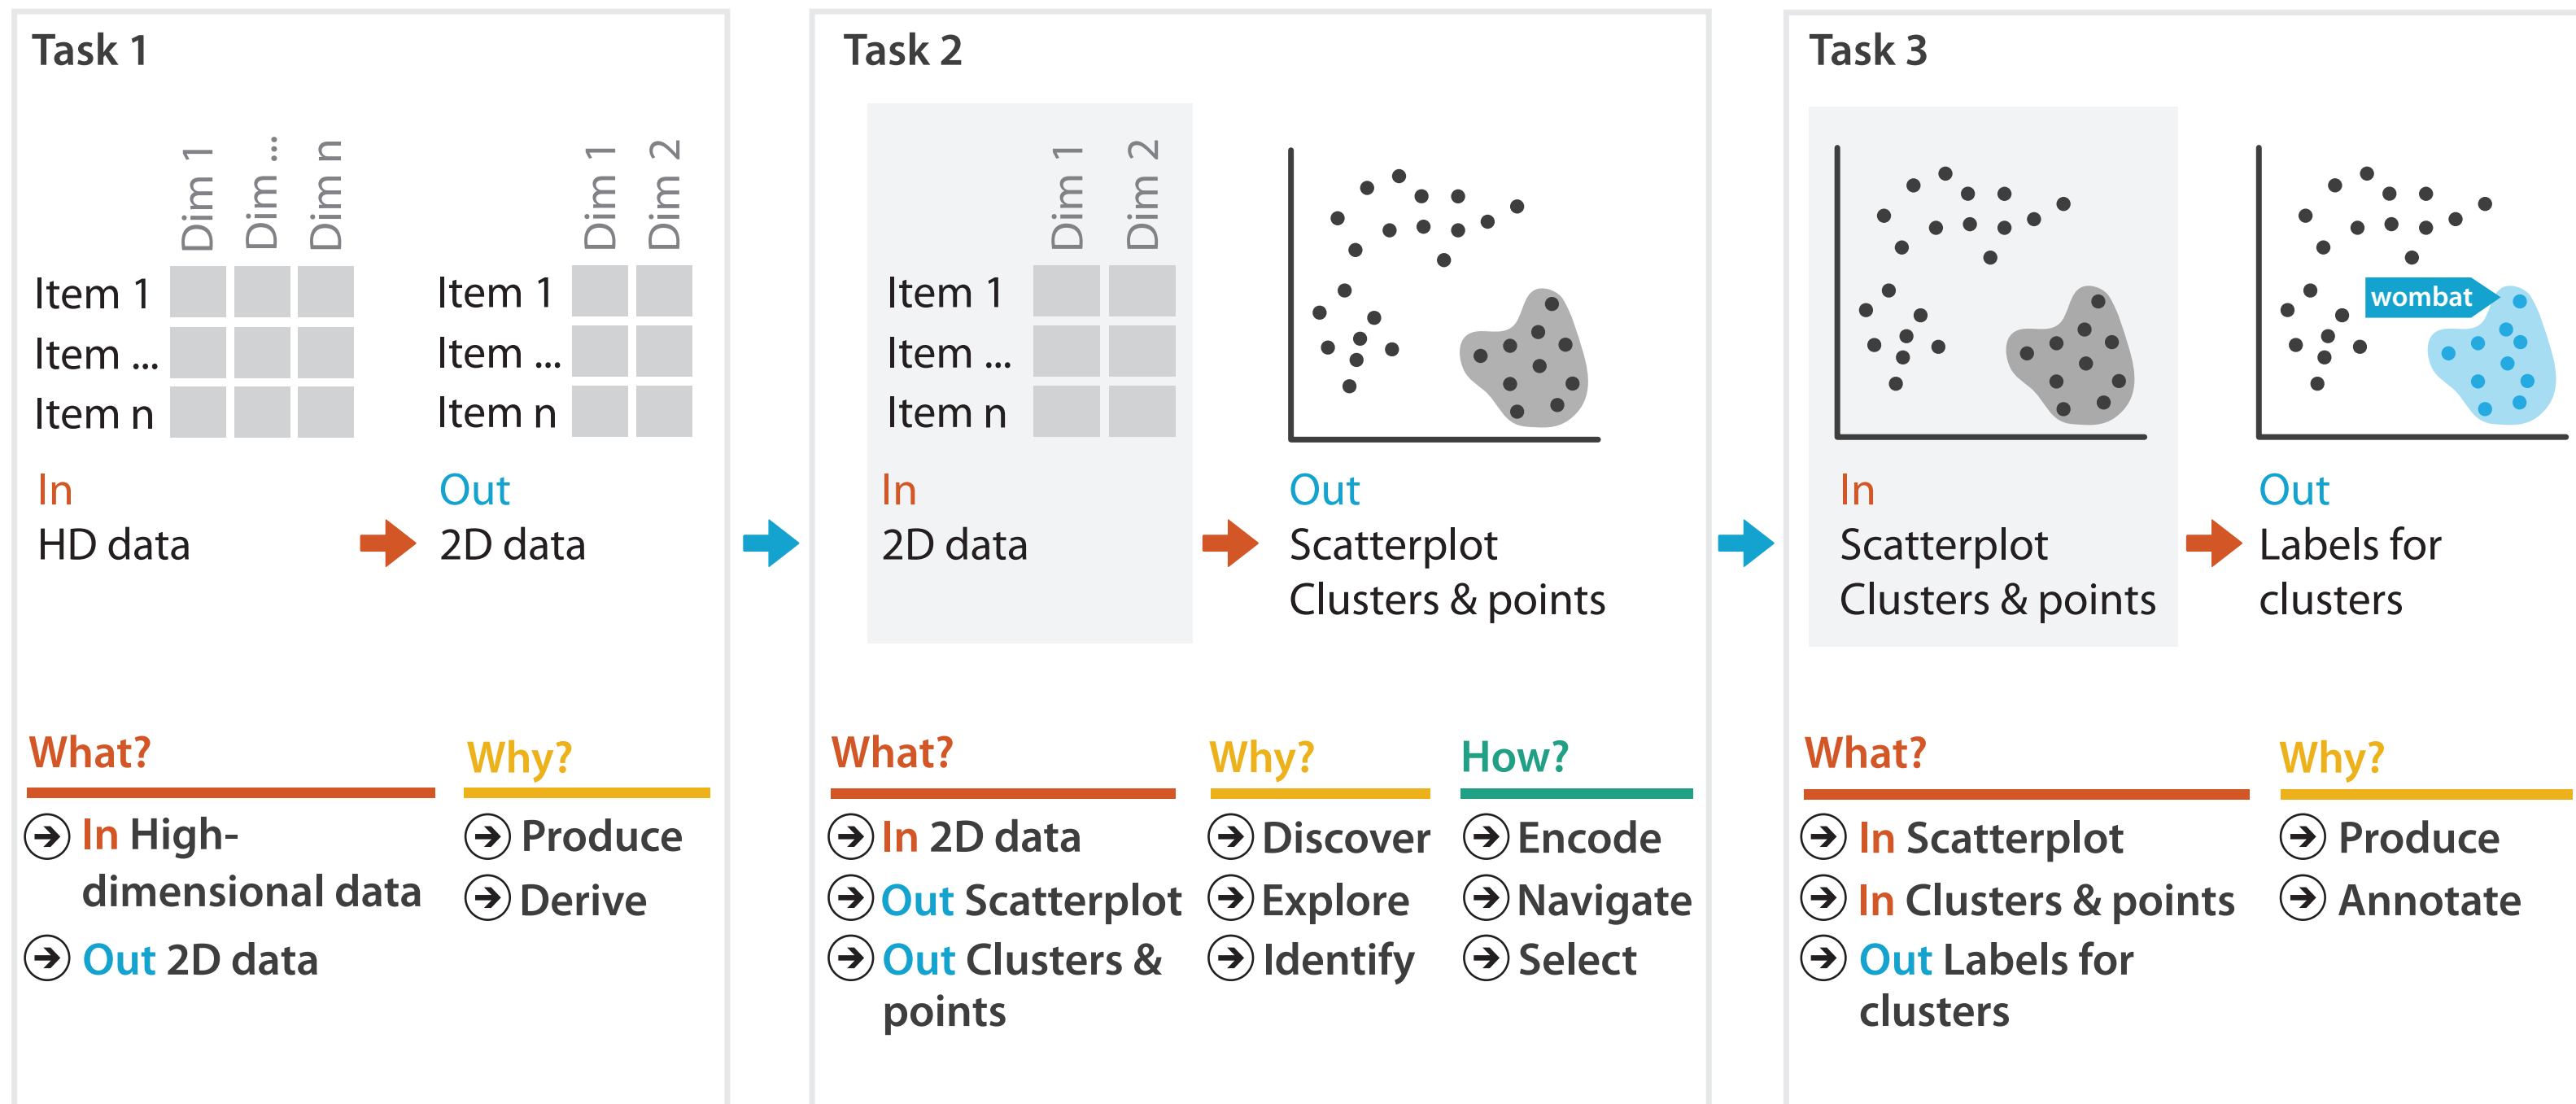 Task 1
Dim 1
Dim ...
Dim n
Item 1
Item ...
Item n
In
HD data
Dim 1
Dim 2
Item 1
Item ...
Item n
Out
2D data
What?
In High-
dimensional data
Out 2D data
Why?
Produce
Derive
Task 2
Dim 1
Dim 2
Item 1
Item ...
Item n
In
2D data
Out
Scatterplot
Clusters & points
What?
In 2D data
Out Scatterplot
Out Clusters &
points
Why?
Discover
Explore
Identify
How?
Encode
Navigate
Select
Task 3
In
Scatterplot
Clusters & points
wombat
Out
Labels for
clusters
What?
In Scatterplot
In Clusters & points
Out Labels for
clusters
Why?
Produce
Annotate